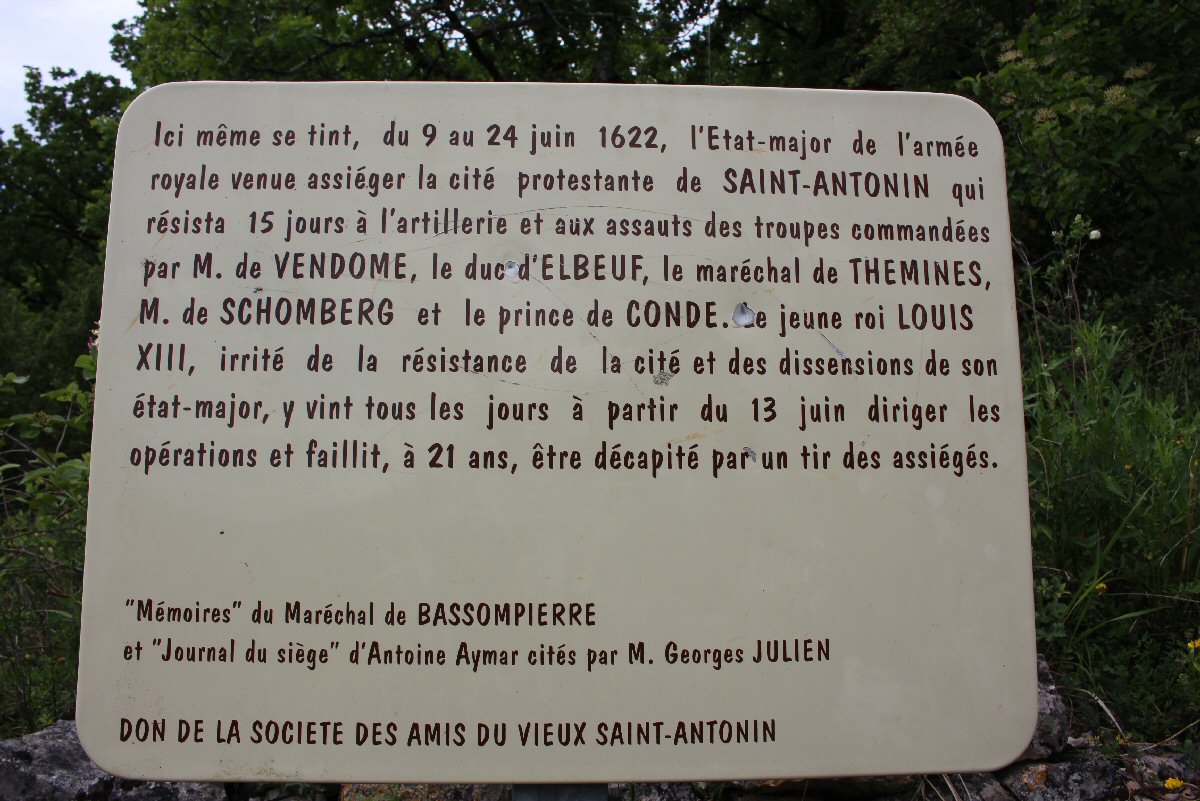 Ici même se tint, du 9 au 24 juin 1622, l'Etat-major de l'armée
royale venue assiéger la cité protestante de SAINT-ANTONIN qui
résista 15 jours à l'artillerie et aux assauts des troupes commandées
par M. de VENDOME, le duc d'ELBEUF, le maréchal de THEMINES,
M. de SCHOMBERG et le prince de CONDE. Le jeune roi LOUIS
XIII, irrité de la résistance de la cité et des dissensions de son
état-major, y vint tous les jours à partir du 13 juin diriger les
opérations et faillit, à 21 ans, être décapité par un tir des assiégés.
"Mémoires" du Maréchal de BASSOMPIERRE
et "Journal du siège" d'Antoine Aymar cités par M. Georges JULIEN
DON DE LA SOCIETE DES AMIS DU VIEUX SAINT-ANTONIN